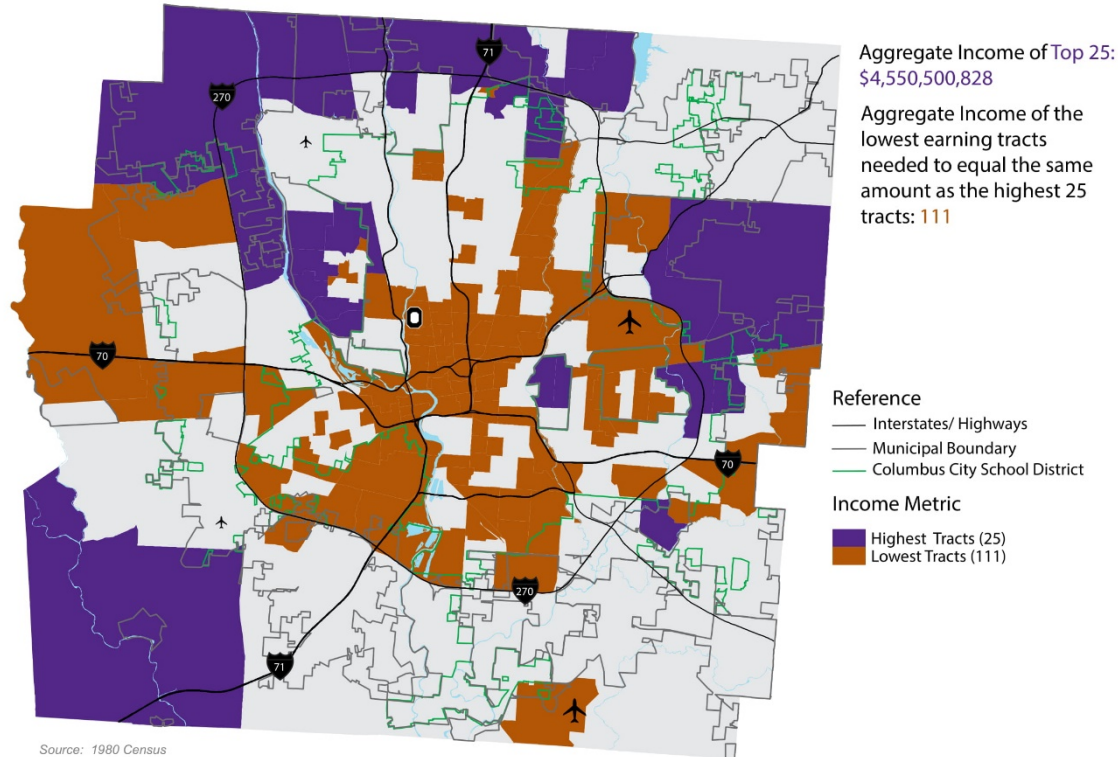 71
270
70
70
270
71
Source: 1980 Census
Aggregate Income of Top 25:
$4,550,500,828
Aggregate Income of the
lowest earning tracts
needed to equal the same
amount as the highest 25
tracts: 111
Reference
Interstates/ Highways
Municipal Boundary
Columbus City School District
Income Metric
Highest Tracts (25)
Lowest Tracts (111)